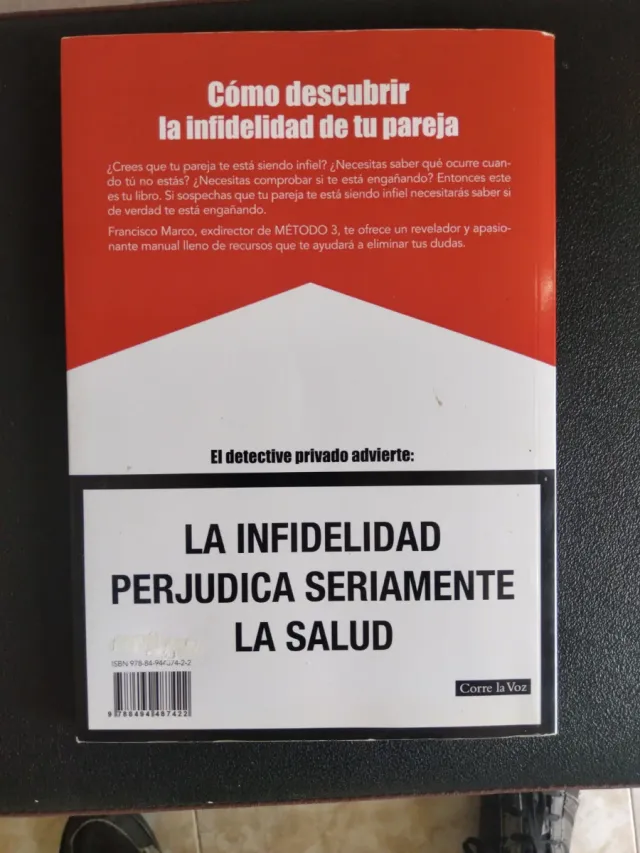 Cómo descubrir
la infidelidad de tu pareja
¿Crees que tu pareja te está siendo infiel? ¿Necesitas saber qué ocurre cuan-
do tú no estás? ¿Necesitas comprobar si te está engañando? Entonces este
es tu libro. Si sospechas que tu pareja te está siendo infiel necesitarás saber si
de verdad te está engañando.
Francisco Marco, exdirector de MÉTODO 3, te ofrece un revelador y apasio-
nante manual lleno de recursos que te ayudará a eliminar tus dudas.
El detective privado advierte:
LA INFIDELIDAD
PERJUDICA SERIAMENTE
LA SALUD
ISBN
Corre la Voz
9 788494 487422